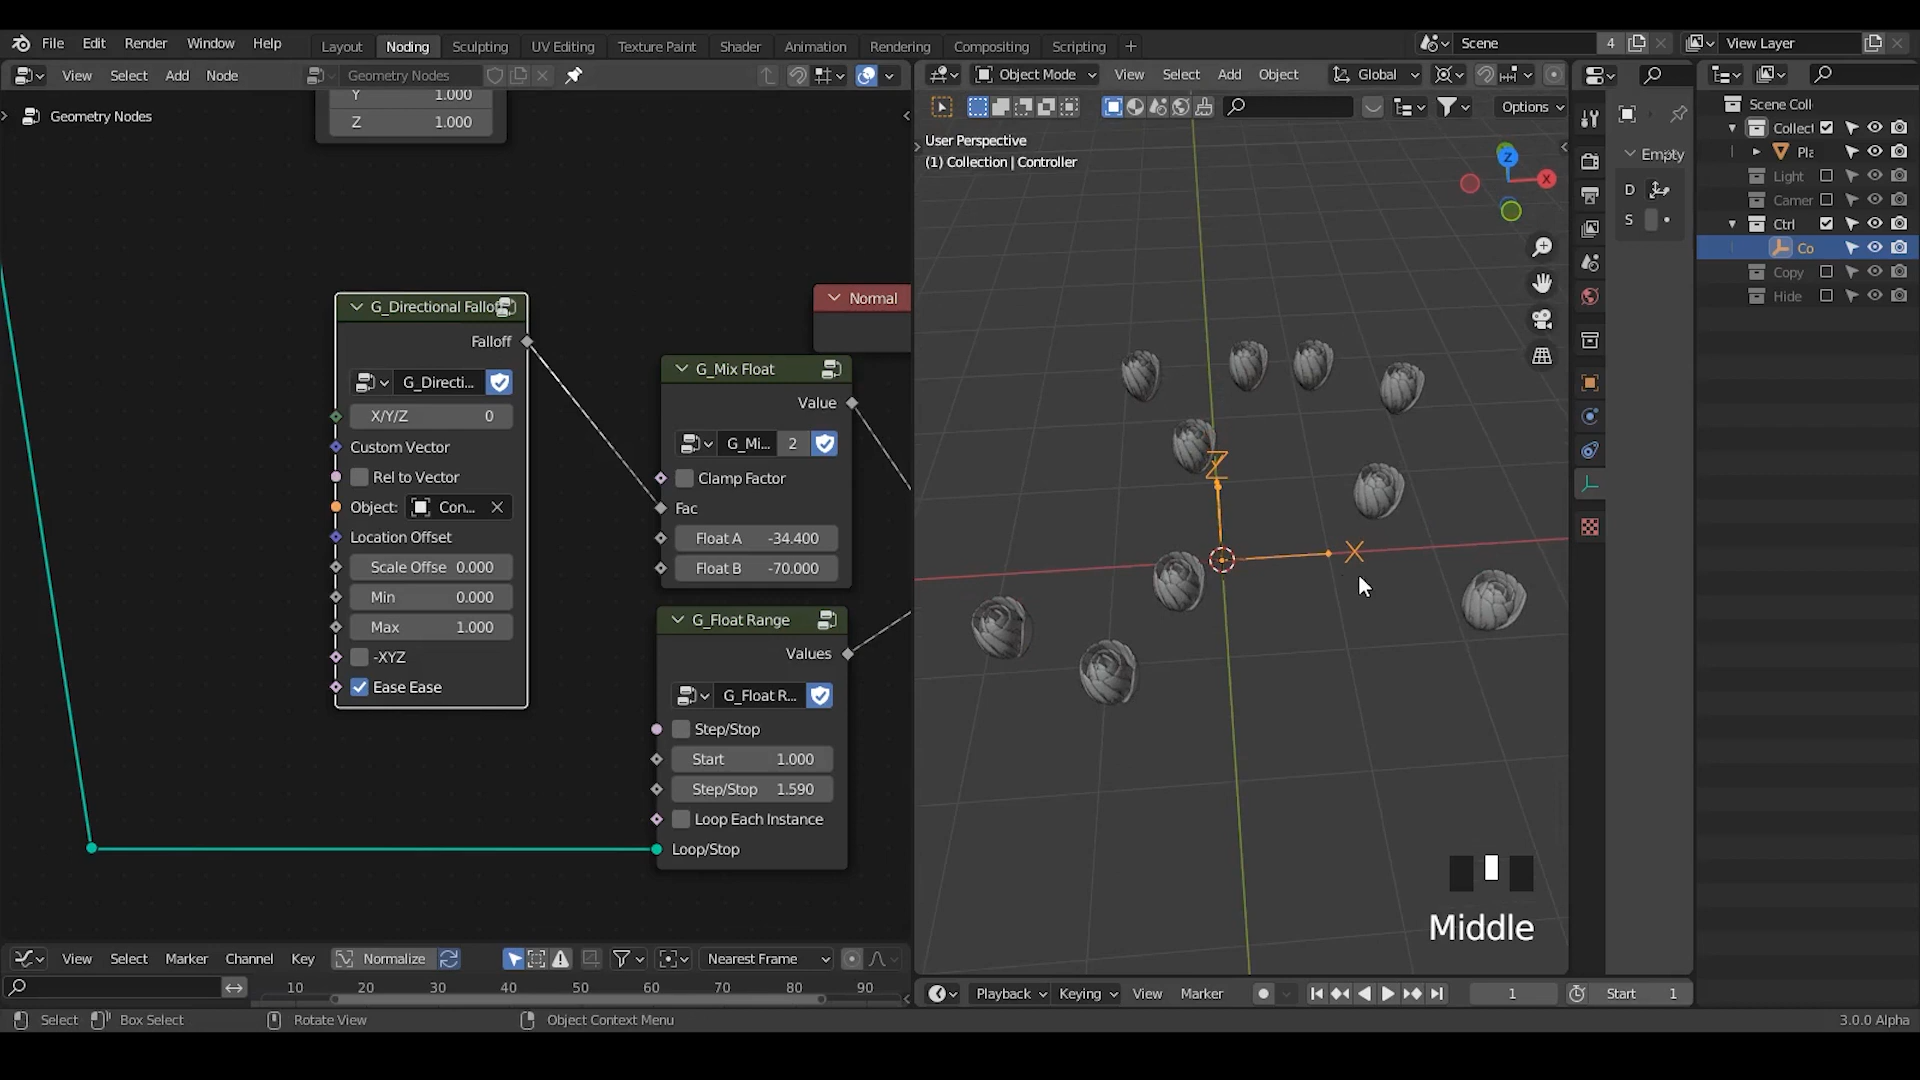 File Edit Render Window Help Layout Noding Sculpting UV Editing Texture Paint Shader Animation Rendering Compositing Scripting + Scene 4 View Layer
View Select Add Node Geometry Nodes
Object Mode View Select Add Object Global
Options
Geometry Nodes
Y 1.000
Z 1.000
G_Directional Fallo
Falloff
G_Directi...
X/Y/Z 0
Custom Vector
Rel to Vector
Object: Con...
Location Offset
Scale Offse 0.000
Min 0.000
Max 1.000
-XYZ
Ease Ease
Normal
G_Mix Float
Value
G_Mi... 2
Clamp Factor
Fac
Float A -34.400
Float B -70.000
G_Float Range
Values
G_Float R...
Step/Stop
Start 1.000
Step/Stop 1.590
Loop Each Instance
Loop/Stop
User Perspective
(1) Collection | Controller
Z
X
Z
X
Middle
Empty
D
S
Scene Coll
Collect
Pla
Light
Camer
Ctrl
Co
Copy
Hide
View Select Marker Channel Key Normalize Nearest Frame
10 20 30 40 50 60 70 80 90
Playback Keying View Marker 1 Start 1
Select Box Select Rotate View Object Context Menu 3.0.0 Alpha